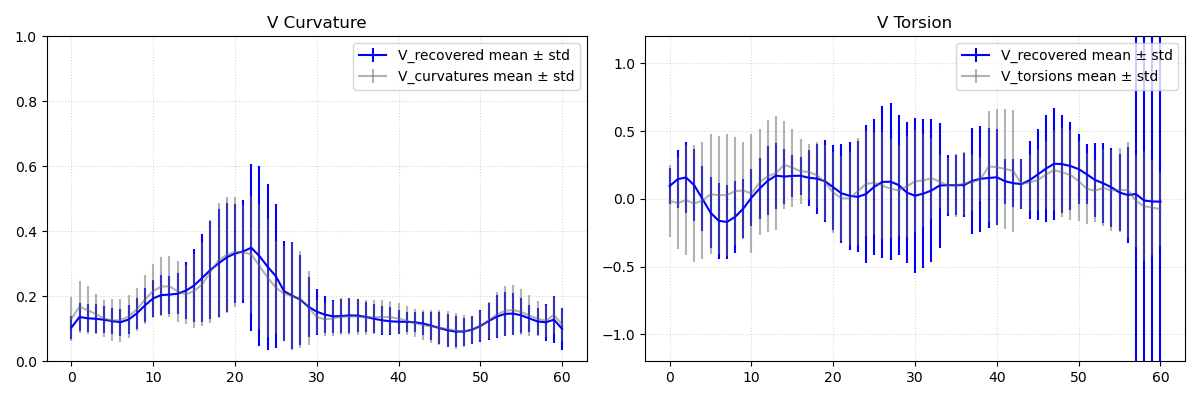 V Curvature
1.0
0.8
0.6
0.4
0.2
0.0
0 10 20 30 40 50 60
V_recovered mean ± std
V_curvatures mean ± std
V Torsion
1.0
0.5
0.0
−0.5
−1.0
0 10 20 30 40 50 60
V_recovered mean ± std
V_torsions mean ± std